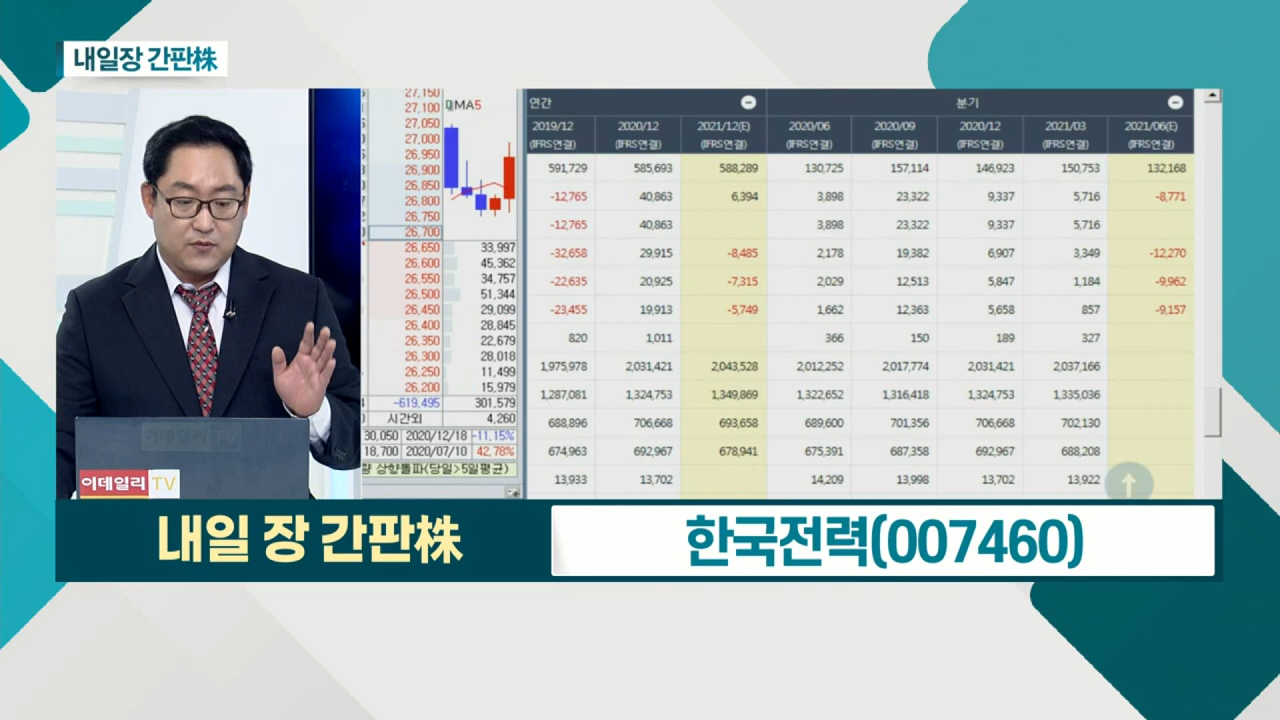 내일장 간판株
27,150
27,100
27,050
27,000
26,950
26,900
26,850
26,800
26,750
26,700
MA5
26,650 33,997
26,600 45,362
26,550 34,757
26,500 51,344
26,450 29,099
26,400 28,845
26,350 22,679
26,300 28,018
26,250 11,499
26,200 15,979
-619,495 301,579
시간외 4,260
30,050 2020/12/18 -11,15%
18,700 2020/07/10 42,78%
량 상향돌파(당일>5일평균)
연간 분기
2019/12 2020/12 2021/12(E) 2020/06 2020/09 2020/12 2021/03 2021/06(E)
(IFRS연결) (IFRS연결) (IFRS연결) (IFRS연결) (IFRS연결) (IFRS연결) (IFRS연결) (IFRS연결)
591,729 585,693 588,289 130,725 157,114 146,923 150,753 132,168
-12,765 40,863 6,394 3,898 23,322 9,337 5,716 -8,771
-12,765 40,863 3,898 23,322 9,337 5,716
-32,658 29,915 -8,485 2,178 19,382 6,907 3,349 -12,270
-22,635 20,925 -7,315 2,029 12,513 5,847 1,184 -9,962
-23,455 19,913 -5,749 1,662 12,363 5,658 857 -9,157
820 1,011 366 150 189 327
1,975,978 2,031,421 2,043,528 2,012,252 2,017,774 2,031,421 2,037,166
1,287,081 1,324,753 1,349,869 1,322,652 1,316,418 1,324,753 1,335,036
688,896 706,668 693,658 689,600 701,356 706,668 702,130
674,963 692,967 678,941 675,391 687,358 692,967 688,208
13,933 13,702 14,209 13,998 13,702 13,922
이데일리 TV
이데일리 TV
내일 장 간판株
한국전력(007460)